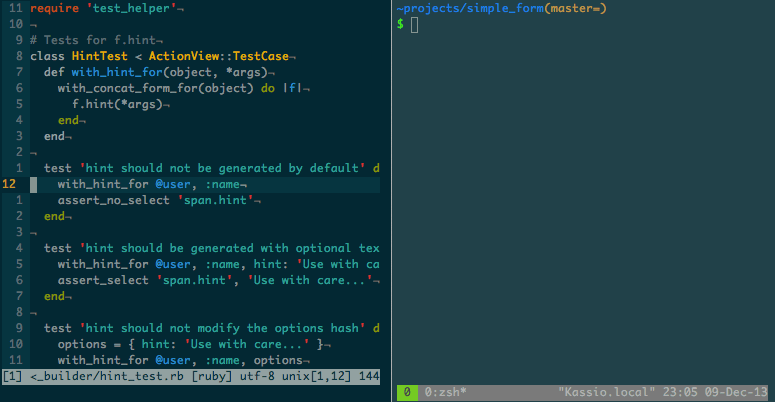 11 require 'test_helper'¬
10 ¬
9 # Tests for f.hint¬
8 class HintTest < ActionView::TestCase¬
7   def with_hint_for(object, *args)¬
6     with_concat_form_for(object) do |f|¬
5       f.hint(*args)¬
4     end¬
3   end¬
2 ¬
1   test 'hint should not be generated by default' d
12     with_hint_for @user, :name¬
1     assert_no_select 'span.hint'¬
2   end¬
3 ¬
4   test 'hint should be generated with optional tex
5     with_hint_for @user, :name, hint: 'Use with ca
6     assert_select 'span.hint', 'Use with care...'¬
7   end¬
8 ¬
9   test 'hint should not modify the options hash' d
10     options = { hint: 'Use with care...' }¬
11     with_hint_for @user, :name, options¬
[1] <_builder/hint_test.rb [ruby] utf-8 unix[1,12] 144
~projects/simple_form(master=)
$
0 0:zsh* "Kassio.local" 23:05 09-Dec-13